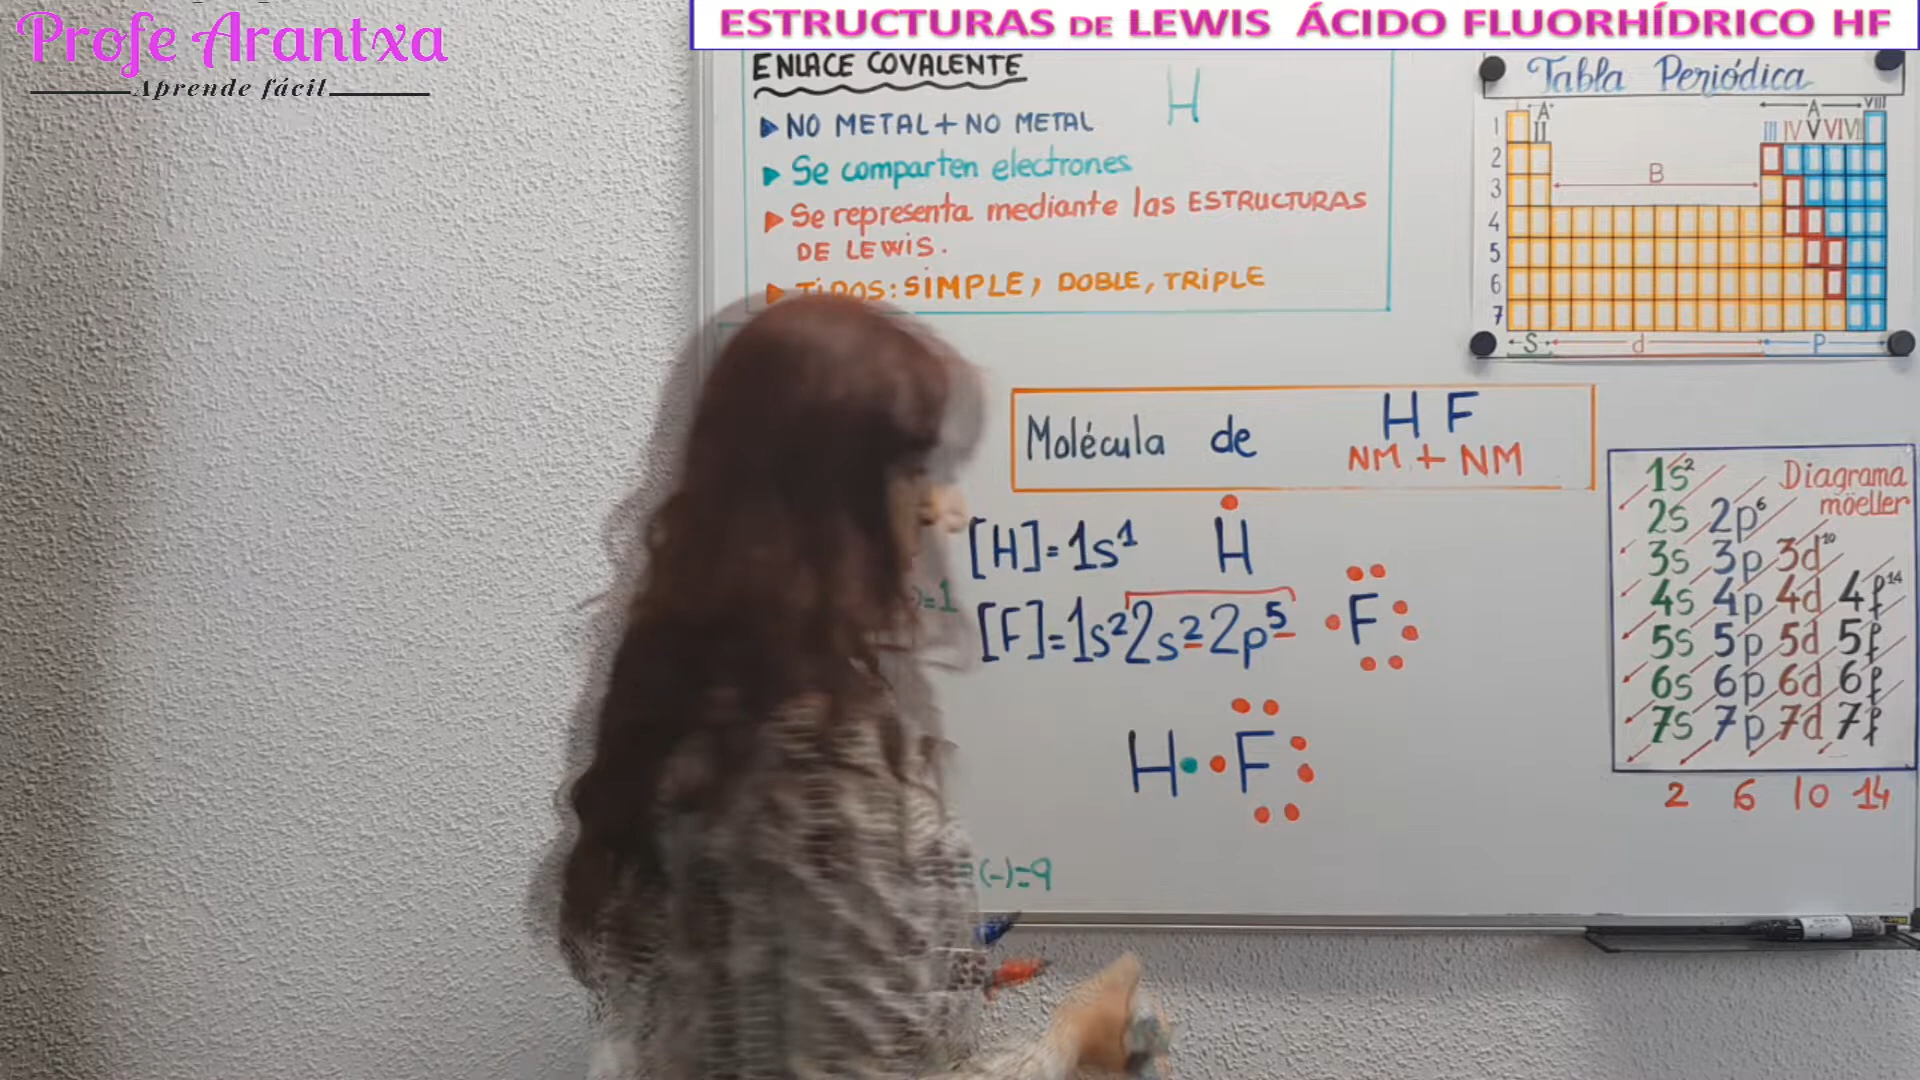 Profe Arantxa
Aprende fácil
ESTRUCTURAS DE LEWIS ÁCIDO FLUORHÍDRICO HF
ENLACE COVALENTE
H
NO METAL + NO METAL
Se comparten electrones
Se representa mediante las ESTRUCTURAS
DE LEWIS.
TiPOS: SiMPLE, DOBLE, TRiPLE
Tabla Periódica
A A VIII
I II III IV V VI VII
1
2
3
4
5
6
7
B
S d P
Molécula de H F
NM + NM
[H]=1s¹ H
)=1
[F]=1s²2s²2p⁵ F
H F
(-)=9
Diagrama
möeller
1s²
2s 2p⁶
3s 3p 3d¹⁰
4s 4p 4d 4f¹⁴
5s 5p 5d 5f
6s 6p 6d 6f
7s 7p 7d 7f
2 6 10 14